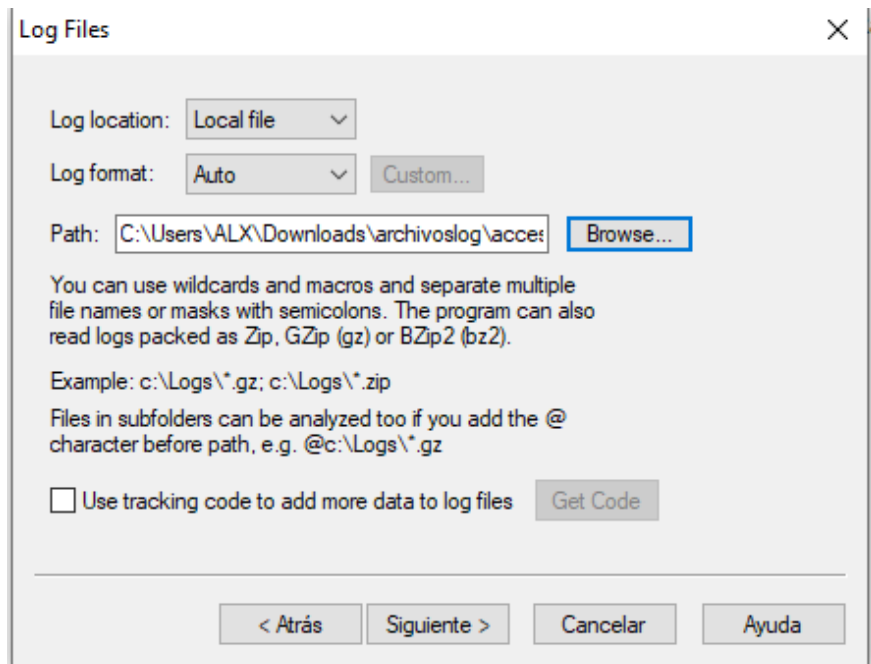 Log Files
Log location: Local file
Log format: Auto Custom...
Path: C:\Users\ALX\Downloads\archivoslog\acces Browse...
You can use wildcards and macros and separate multiple
file names or masks with semicolons. The program can also
read logs packed as Zip, GZip (gz) or BZip2 (bz2).
Example: c:\Logs\*.gz; c:\Logs\*.zip
Files in subfolders can be analyzed too if you add the @
character before path, e.g. @c:\Logs\*.gz
Use tracking code to add more data to log files Get Code
< Atrás Siguiente > Cancelar Ayuda